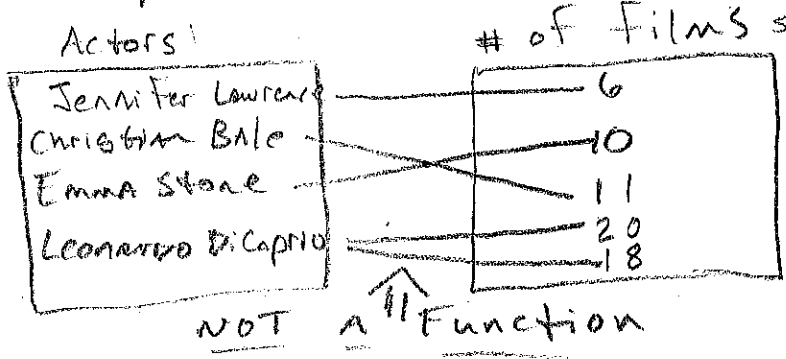 Actors:
# of Films
Jennifer Lawrence
6
Christian Bale
10
Emma Stone
11
Leonardo DiCaprio
20
18
NOT A Function